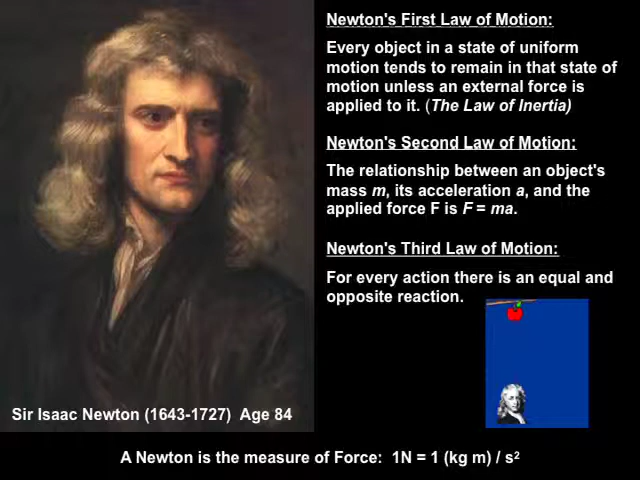 Newton's First Law of Motion:
Every object in a state of uniform
motion tends to remain in that state of
motion unless an external force is
applied to it. (The Law of Inertia)
Newton's Second Law of Motion:
The relationship between an object's
mass m, its acceleration a, and the
applied force F is F = ma.
Newton's Third Law of Motion:
For every action there is an equal and
opposite reaction.
Sir Isaac Newton (1643-1727)  Age 84
A Newton is the measure of Force:  1N = 1 (kg m) / s²